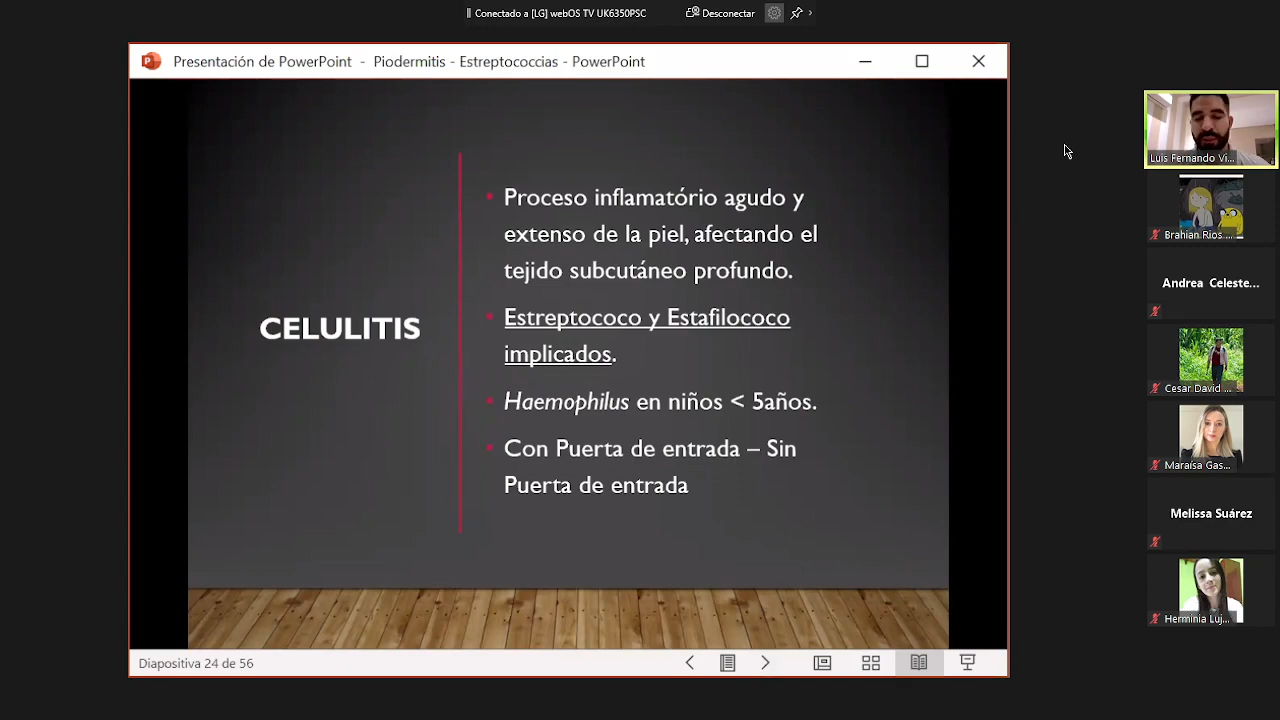 Conectado a [LG] webOS TV UK6350PSC
Desconectar
Presentación de PowerPoint - Piodermitis - Estreptococcias - PowerPoint
CELULITIS
• Proceso inflamatório agudo y
extenso de la piel, afectando el
tejido subcutáneo profundo.
• Estreptococo y Estafilococo
implicados.
• Haemophilus en niños < 5años.
• Con Puerta de entrada – Sin
Puerta de entrada
Diapositiva 24 de 56
Luis Fernando Vi...
Brahian Rios ...
Andrea Celeste...
Cesar David ...
Maraísa Gas...
Melissa Suárez
Herminia Luj...